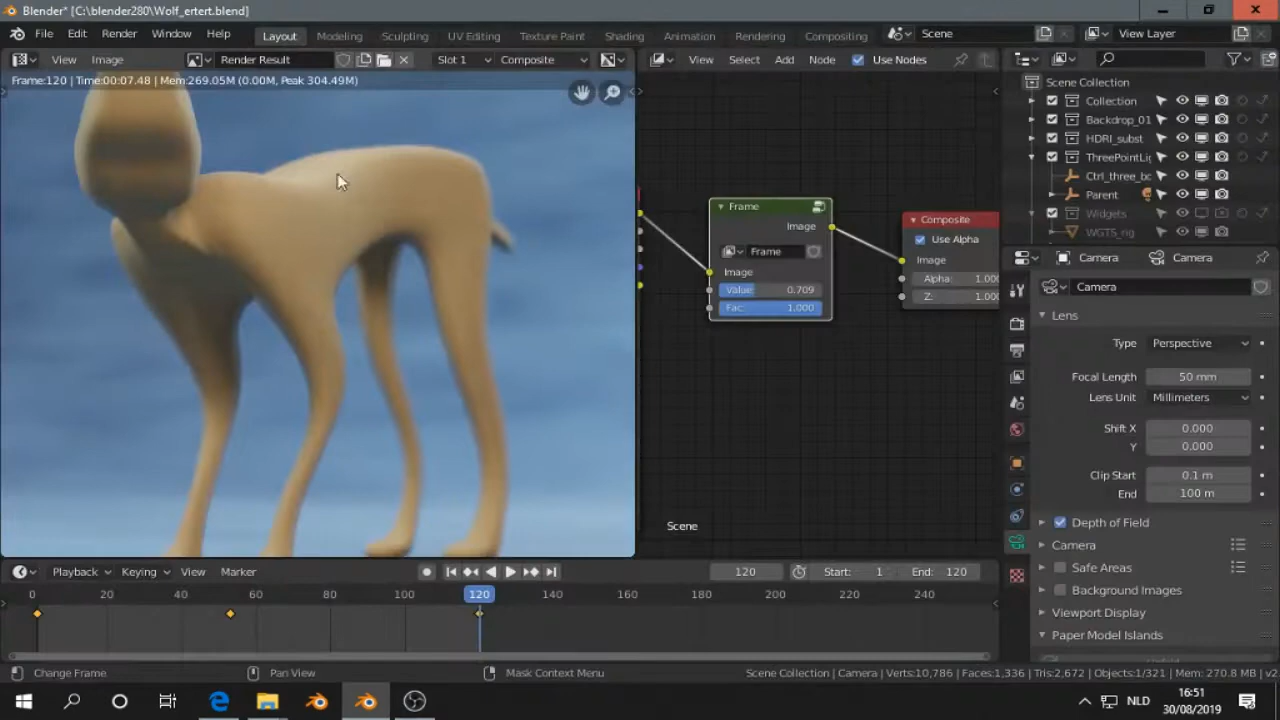 Blender* [C:\blender280\Wolf_ertert.blend]
File Edit Render Window Help Layout Modeling Sculpting UV Editing Texture Paint Shading Animation Rendering Compositing Scene View Layer
View Image Render Result Slot 1 Composite View Select Add Node Use Nodes
Frame:120 | Time:00:07.48 | Mem:269.05M (0.00M, Peak 304.49M)
Scene Collection
Collection
Backdrop_01
HDRI_subst
ThreePointLig
Ctrl_three_bc
Parent
Widgets
WGTS_rig
Frame
Image
Frame
Image
Value: 0.709
Fac: 1.000
Composite
Use Alpha
Image
Alpha: 1.000
Z: 1.000
Scene
Camera Camera
Camera
Lens
Type Perspective
Focal Length 50 mm
Lens Unit Millimeters
Shift X 0.000
Y 0.000
Clip Start 0.1 m
End 100 m
Depth of Field
Camera
Safe Areas
Background Images
Viewport Display
Paper Model Islands
Playback Keying View Marker 120 Start: 1 End: 120
0 20 40 60 80 100 120 140 160 180 200 220 240
Change Frame Pan View Mask Context Menu Scene Collection | Camera | Verts:10,786 | Faces:1,336 | Tris:2,672 | Objects:1/321 | Mem: 270.8 MB | v2
NLD
16:51
30/08/2019